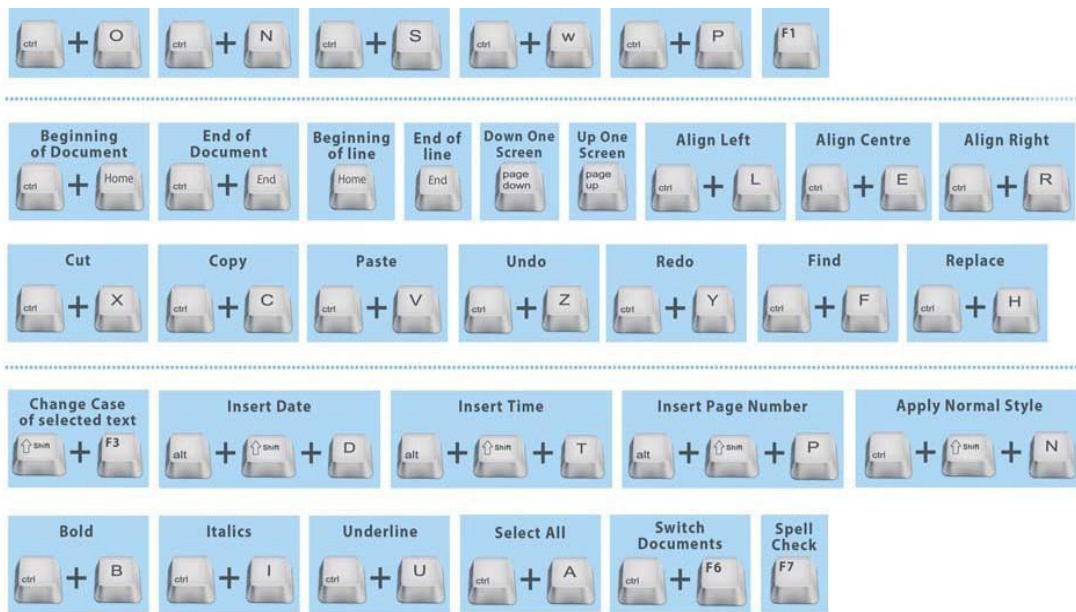 ctrl + O ctrl + N ctrl + S ctrl + w ctrl + P F1
Beginning of Document End of Document Beginning of line End of line Down One Screen Up One Screen Align Left Align Centre Align Right
ctrl + Home ctrl + End Home End page down page up ctrl + L ctrl + E ctrl + R
Cut Copy Paste Undo Redo Find Replace
ctrl + X ctrl + C ctrl + V ctrl + Z ctrl + Y ctrl + F ctrl + H
Change Case of selected text Insert Date Insert Time Insert Page Number Apply Normal Style
Shift + F3 alt + Shift + D alt + Shift + T alt + Shift + P ctrl + Shift + N
Bold Italics Underline Select All Switch Documents Spell Check
ctrl + B ctrl + I ctrl + U ctrl + A ctrl + F6 F7